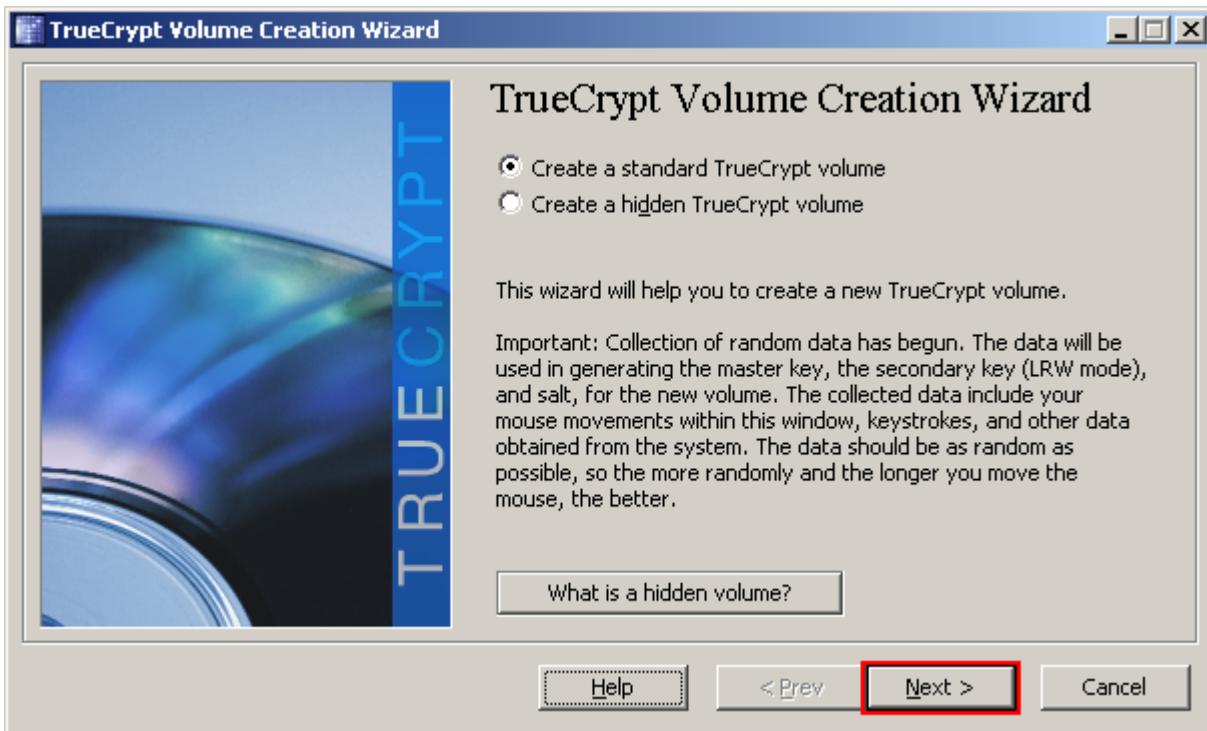 TrueCrypt Volume Creation Wizard
TRUECRYPT
TrueCrypt Volume Creation Wizard
Create a standard TrueCrypt volume
Create a hidden TrueCrypt volume
This wizard will help you to create a new TrueCrypt volume.
Important: Collection of random data has begun. The data will be
used in generating the master key, the secondary key (LRW mode),
and salt, for the new volume. The collected data include your
mouse movements within this window, keystrokes, and other data
obtained from the system. The data should be as random as
possible, so the more randomly and the longer you move the
mouse, the better.
What is a hidden volume?
Help
< Prev
Next >
Cancel